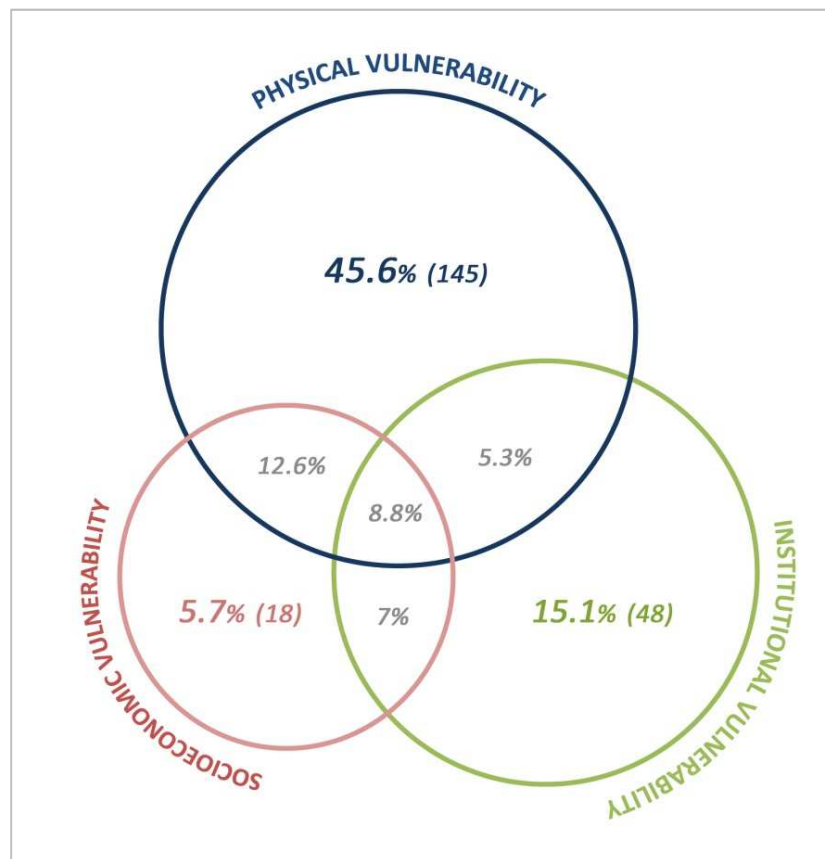 PHYSICAL VULNERABILITY
45.6% (145)
12.6%
5.3%
8.8%
SOCIOECONOMIC VULNERABILITY
5.7% (18)
7%
15.1% (48)
INSTITUTIONAL VULNERABILITY